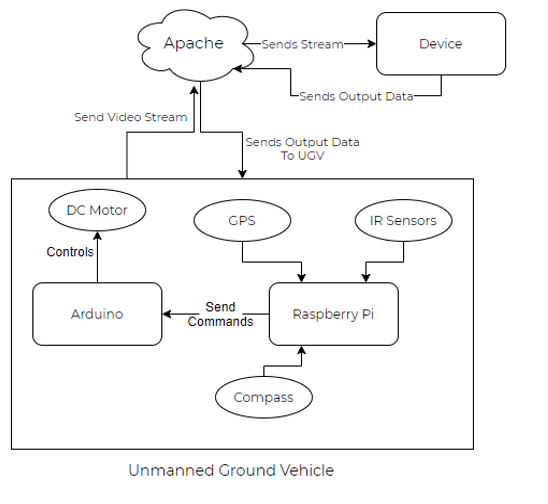 Apache
Sends Stream
Device
Sends Output Data
Send Video Stream
Sends Output Data
To UGV
DC Motor
GPS
IR Sensors
Controls
Arduino
Send
Commands
Raspberry Pi
Compass
Unmanned Ground Vehicle